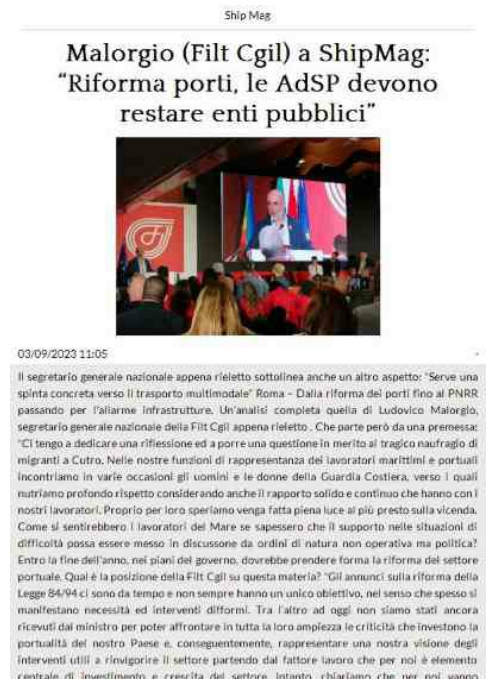 Ship Mag
Malorgio (Filt Cgil) a ShipMag:
“Riforma porti, le AdSP devono
restare enti pubblici”
03/09/2023 11:05
Il segretario generale nazionale appena rieletto sottolinea anche un altro aspetto: "Serve una
spinta concreta verso il trasporto multimodale" Roma – Dalla riforma dei porti fino al PNRR
passando per l'allarme infrastrutture. Un'analisi completa quella di Ludovico Malorgio,
segretario generale nazionale della Filt Cgil appena rieletto . Che parte però da una premessa:
"Ci tengo a dedicare una riflessione ed a porre una questione in merito al tragico naufragio di
migranti a Cutro. Nelle nostre funzioni di rappresentanza dei lavoratori marittimi e portuali
incontriamo in varie occasioni gli uomini e le donne della Guardia Costiera, verso i quali
nutriamo profondo rispetto considerando anche il rapporto solido e continuo che hanno con i
nostri lavoratori. Proprio per loro speriamo venga fatta piena luce al più presto sulla vicenda.
Come si sentirebbero i lavoratori del Mare se sapessero che il supporto nelle situazioni di
difficoltà possa essere messo in discussone da ordini di natura non operativa ma politica?
Entro la fine dell'anno, nei piani del governo, dovrebbe prendere forma la riforma del settore
portuale. Qual è la posizione della Filt Cgil su questa materia? "Gli annunci sulla riforma della
Legge 84/94 ci sono da tempo e non sempre hanno un unico obiettivo, nel senso che spesso si
manifestano necessità ed interventi difformi. Tra l'altro ad oggi non siamo stati ancora
ricevuti dal ministro per poter affrontare in tutta la loro ampiezza le criticità che investono la
portualità del nostro Paese e, conseguentemente, rappresentare una nostra visione degli
interventi utili a rinvigorire il settore partendo dal fattore lavoro che per noi è elemento
centrale di investimento e crescita del settore. Intanto, chiariamo che per noi vanno